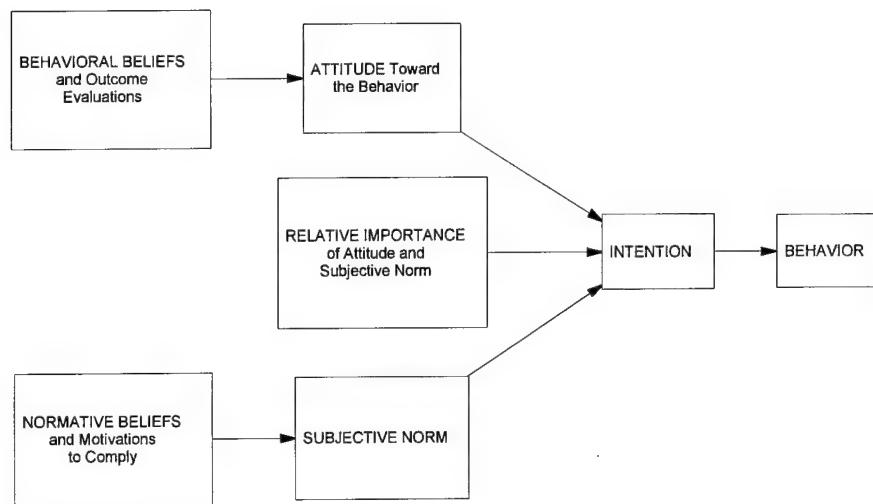 BEHAVIORAL BELIEFS
and Outcome
Evaluations
ATTITUDE Toward
the Behavior
RELATIVE IMPORTANCE
of Attitude and
Subjective Norm
INTENTION
BEHAVIOR
NORMATIVE BELIEFS
and Motivations
to Comply
SUBJECTIVE NORM